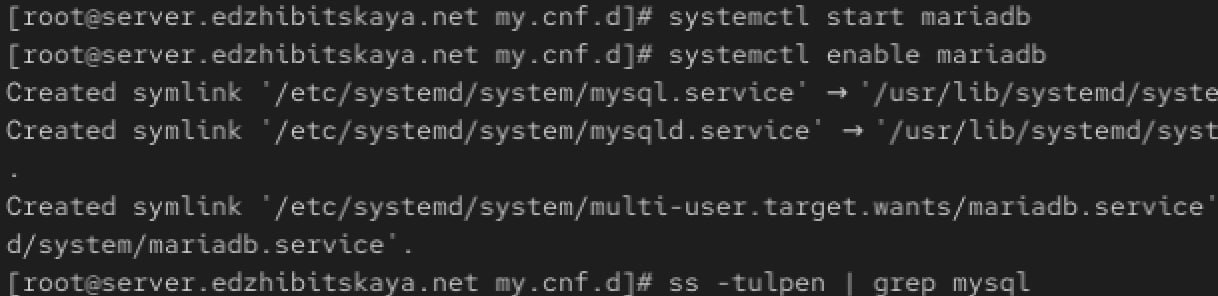 [root@server.edzhibitskaya.net my.cnf.d]# systemctl start mariadb
[root@server.edzhibitskaya.net my.cnf.d]# systemctl enable mariadb
Created symlink '/etc/systemd/system/mysql.service' → '/usr/lib/systemd/syste
Created symlink '/etc/systemd/system/mysqld.service' → '/usr/lib/systemd/syst
.
Created symlink '/etc/systemd/system/multi-user.target.wants/mariadb.service'
d/system/mariadb.service'.
[root@server.edzhibitskaya.net my.cnf.d]# ss -tulpen | grep mysql